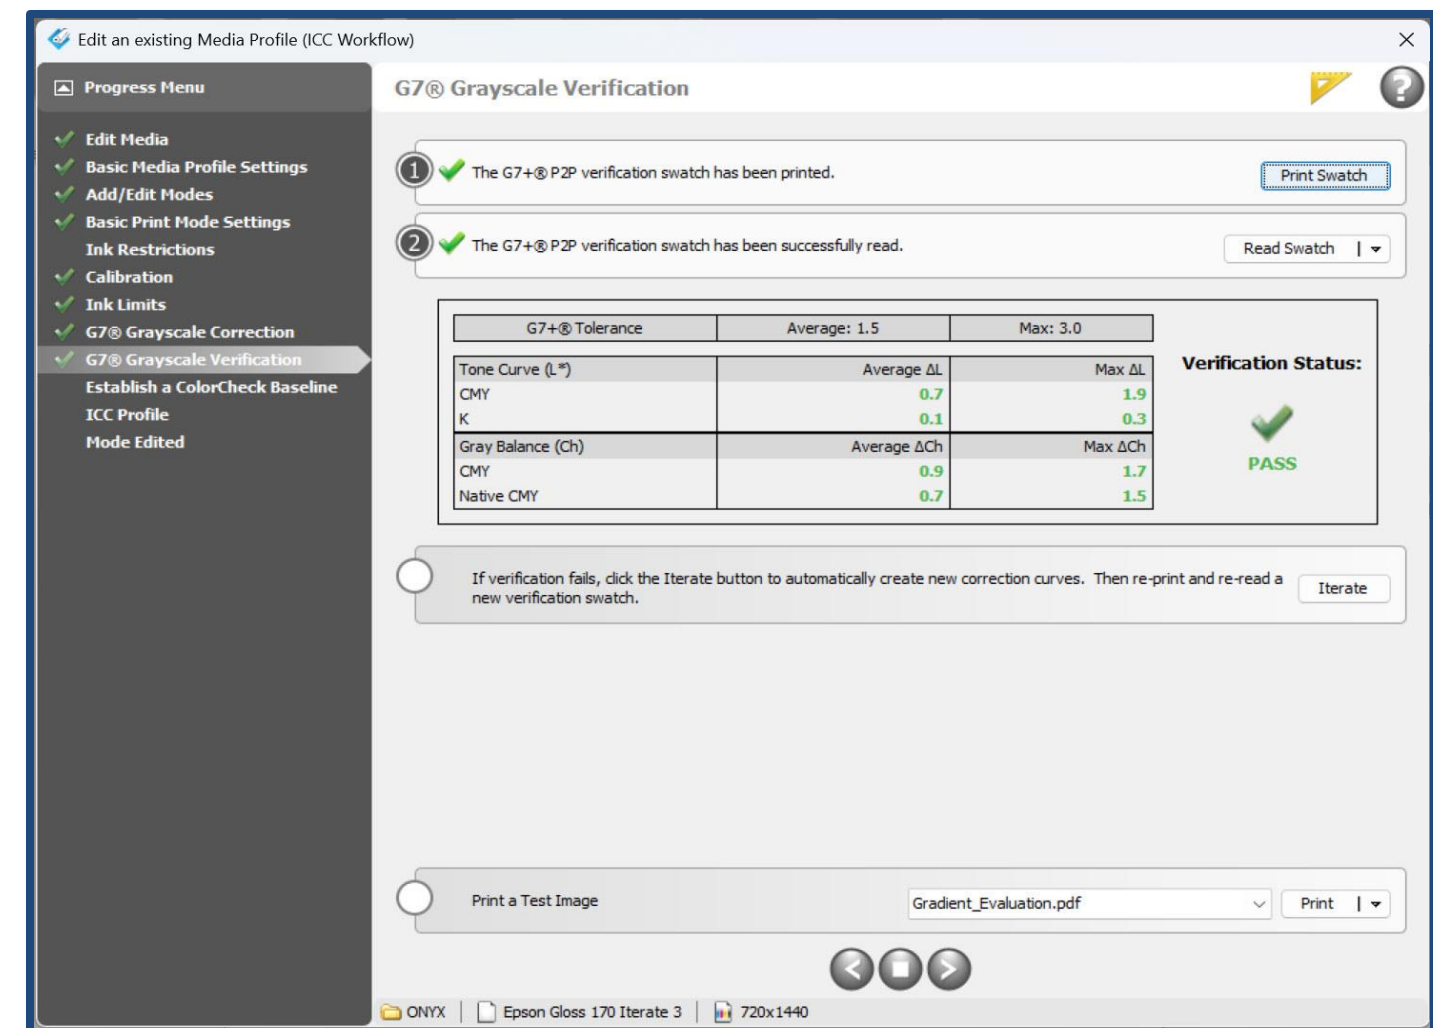 Edit an existing Media Profile (ICC Workflow)
Progress Menu
Edit Media
Basic Media Profile Settings
Add/Edit Modes
Basic Print Mode Settings
Ink Restrictions
Calibration
Ink Limits
G7® Grayscale Correction
G7® Grayscale Verification
Establish a ColorCheck Baseline
ICC Profile
Mode Edited
G7® Grayscale Verification
?
1 The G7+® P2P verification swatch has been printed. Print Swatch
2 The G7+® P2P verification swatch has been successfully read. Read Swatch
G7+® Tolerance Average: 1.5 Max: 3.0
Tone Curve (L*) Average ΔL Max ΔL
CMY 0.7 1.9
K 0.1 0.3
Gray Balance (Ch) Average ΔCh Max ΔCh
CMY 0.9 1.7
Native CMY 0.7 1.5
Verification Status:
PASS
If verification fails, click the Iterate button to automatically create new correction curves. Then re-print and re-read a
new verification swatch.
Iterate
Print a Test Image Gradient_Evaluation.pdf Print
ONYX Epson Gloss 170 Iterate 3 720x1440